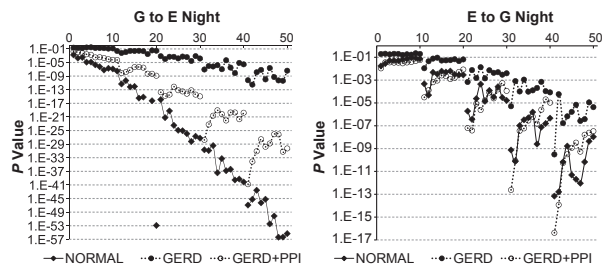 G to E Night
E to G Night
0 10 20 30 40 50
0 10 20 30 40 50
P Value
1.E-01
1.E-05
1.E-09
1.E-13
1.E-17
1.E-21
1.E-25
1.E-29
1.E-33
1.E-37
1.E-41
1.E-45
1.E-49
1.E-53
1.E-57
P Value
1.E-01
1.E-03
1.E-05
1.E-07
1.E-09
1.E-11
1.E-13
1.E-15
1.E-17
NORMAL GERD GERD+PPI
NORMAL GERD GERD+PPI